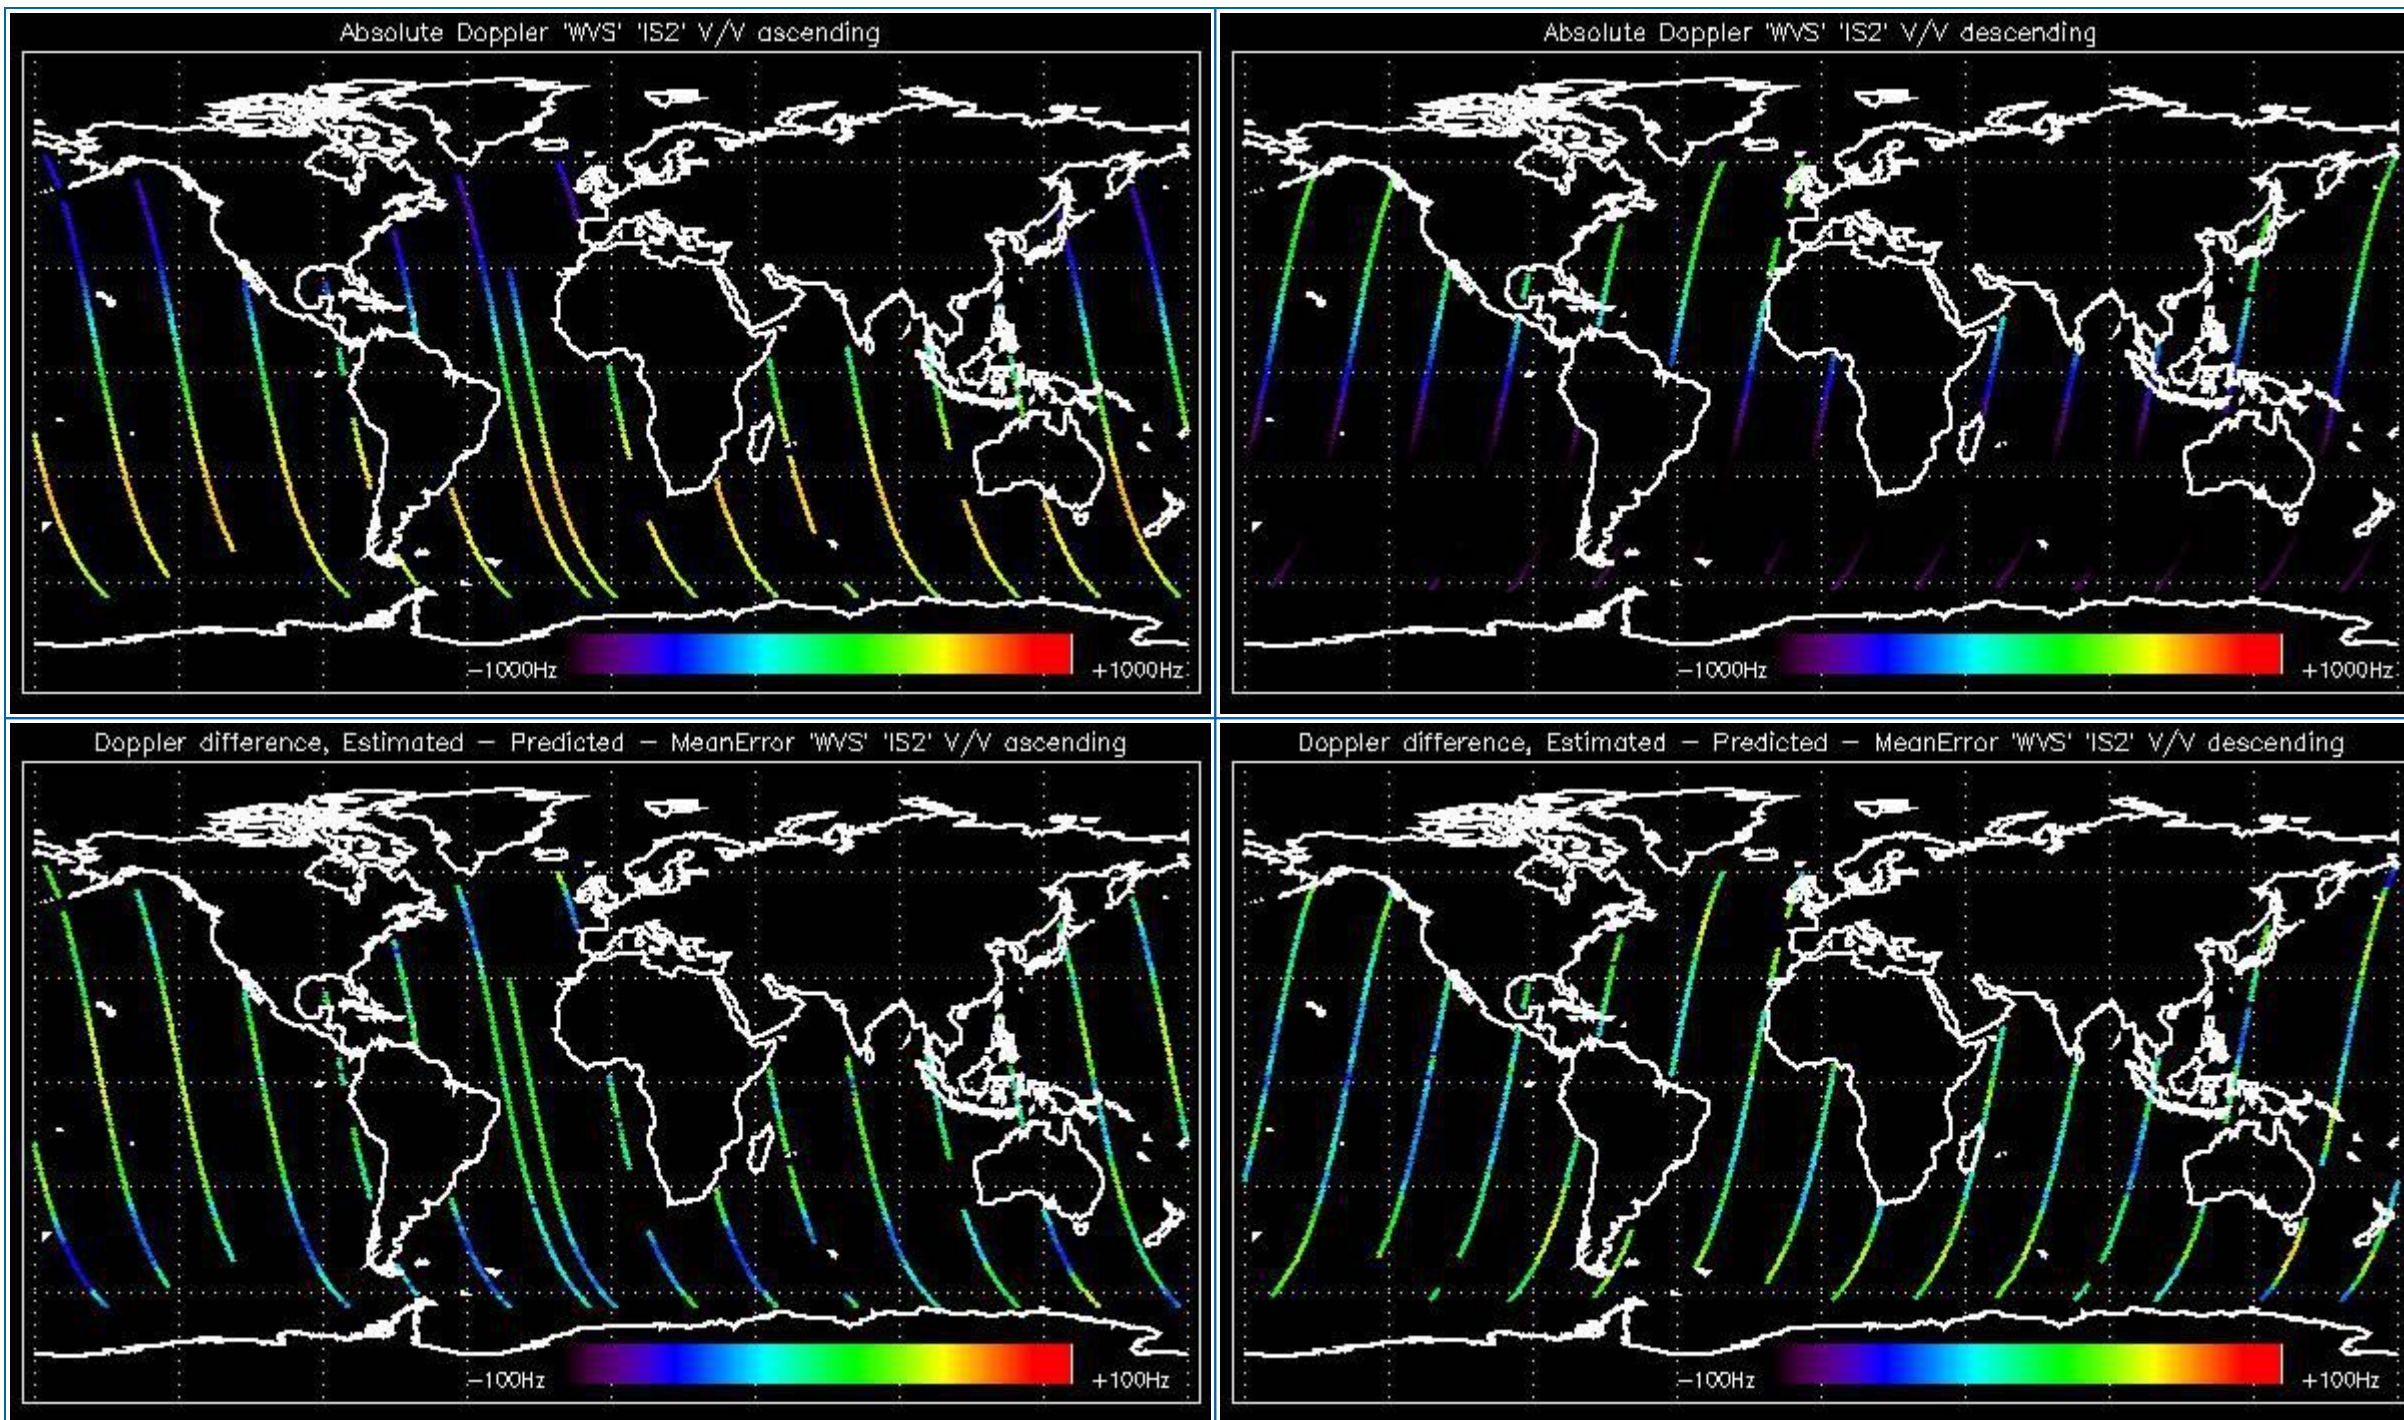 Absolute Doppler 'WVS' 'IS2' V/V ascending
-1000Hz
+1000Hz
Absolute Doppler 'WVS' 'IS2' V/V descending
-1000Hz
+1000Hz
Doppler difference, Estimated - Predicted - MeanError 'WVS' 'IS2' V/V ascending
-100Hz
+100Hz
Doppler difference, Estimated - Predicted - MeanError 'WVS' 'IS2' V/V descending
-100Hz
+100Hz